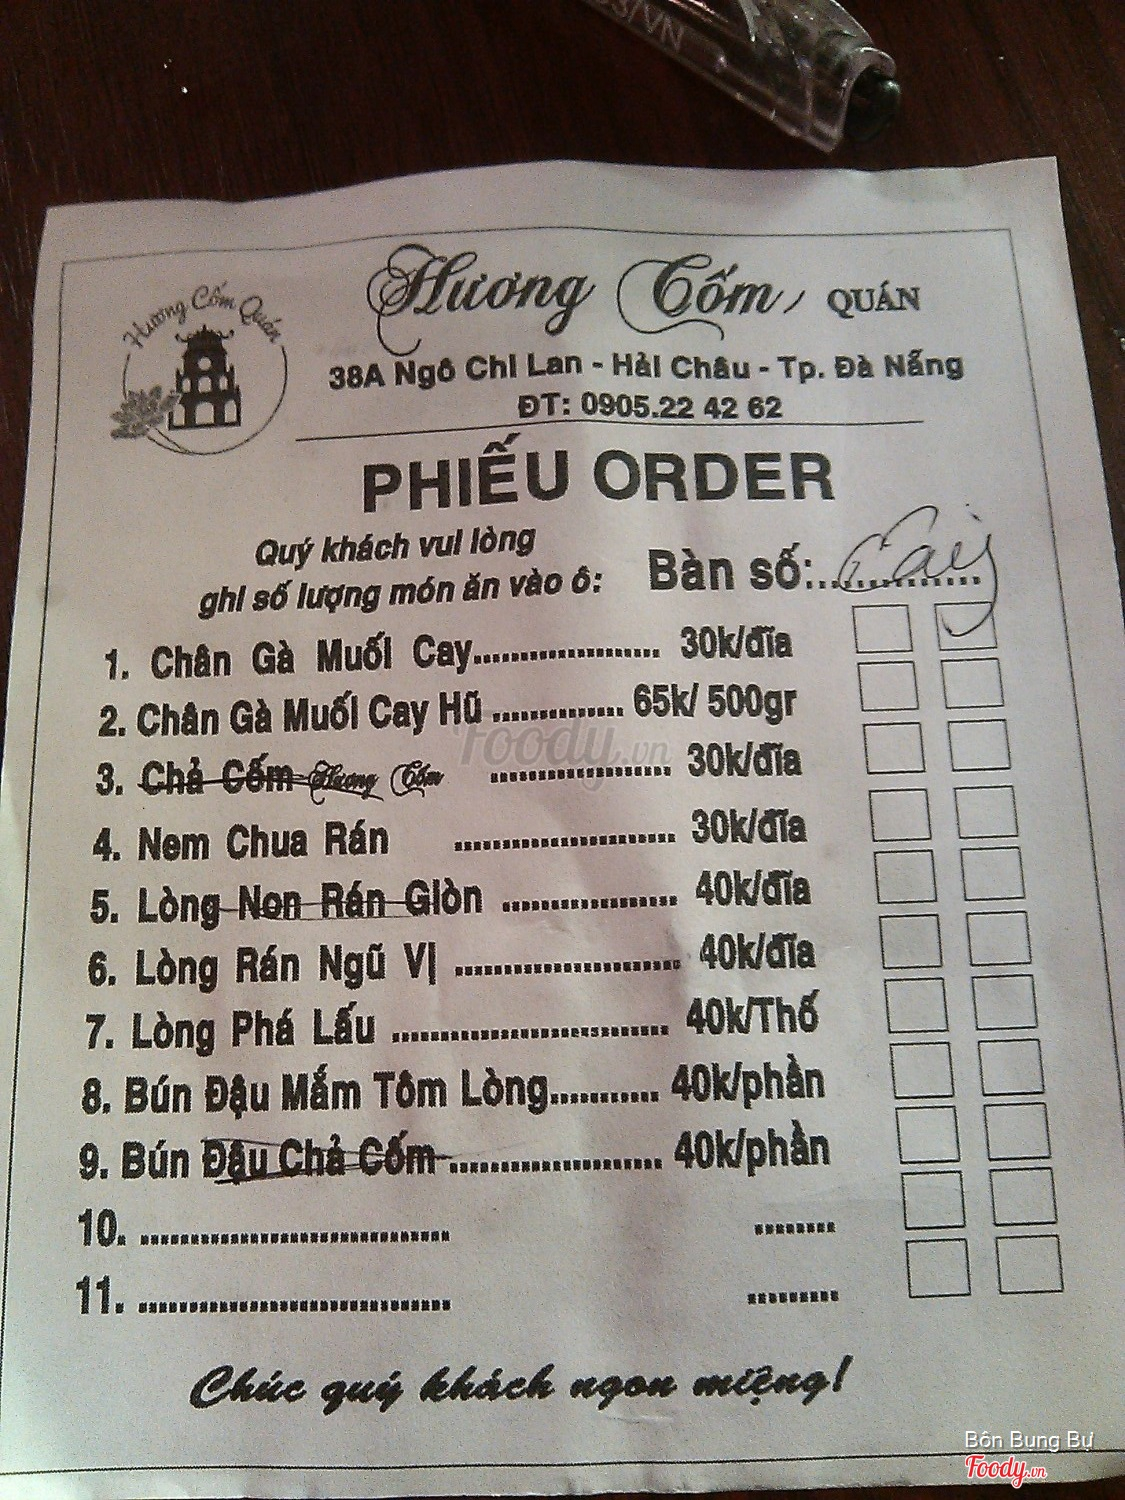 Hương Cốm QUÁN
Hương Cốm Quán
38A Ngô Chi Lan - Hải Châu - Tp. Đà Nẵng
ĐT: 0905.22 42 62
PHIẾU ORDER
Quý khách vui lòng
ghi số lượng món ăn vào ô:
Bàn số:..............
1. Chân Gà Muối Cay.................... 30k/đĩa
2. Chân Gà Muối Cay Hũ .............. 65k/ 500gr
3. Chả Cốm Hương Cốm ................... 30k/đĩa
4. Nem Chua Rán ....................... 30k/đĩa
5. Lòng Non Rán Giòn .................. 40k/đĩa
6. Lòng Rán Ngũ Vị ....................... 40k/đĩa
7. Lòng Phá Lấu ............................ 40k/Thố
8. Bún Đậu Mắm Tôm Lòng........... 40k/phần
9. Bún Đậu Chả Cốm ...................... 40k/phần
10. ................................ ........
11. ................................ .........
Chúc quý khách ngon miệng!
Foody.vn
Bôn Bung Bự
Foody.vn